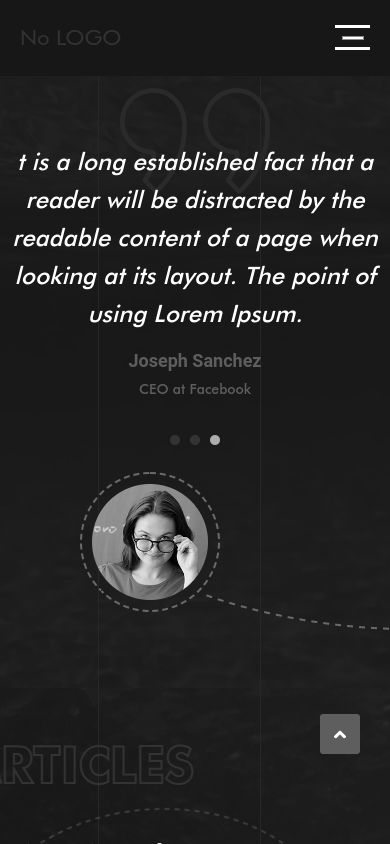 No LOGO
t is a long established fact that a
reader will be distracted by the
readable content of a page when
looking at its layout. The point of
using Lorem Ipsum.
Joseph Sanchez
CEO at Facebook
RTICLES